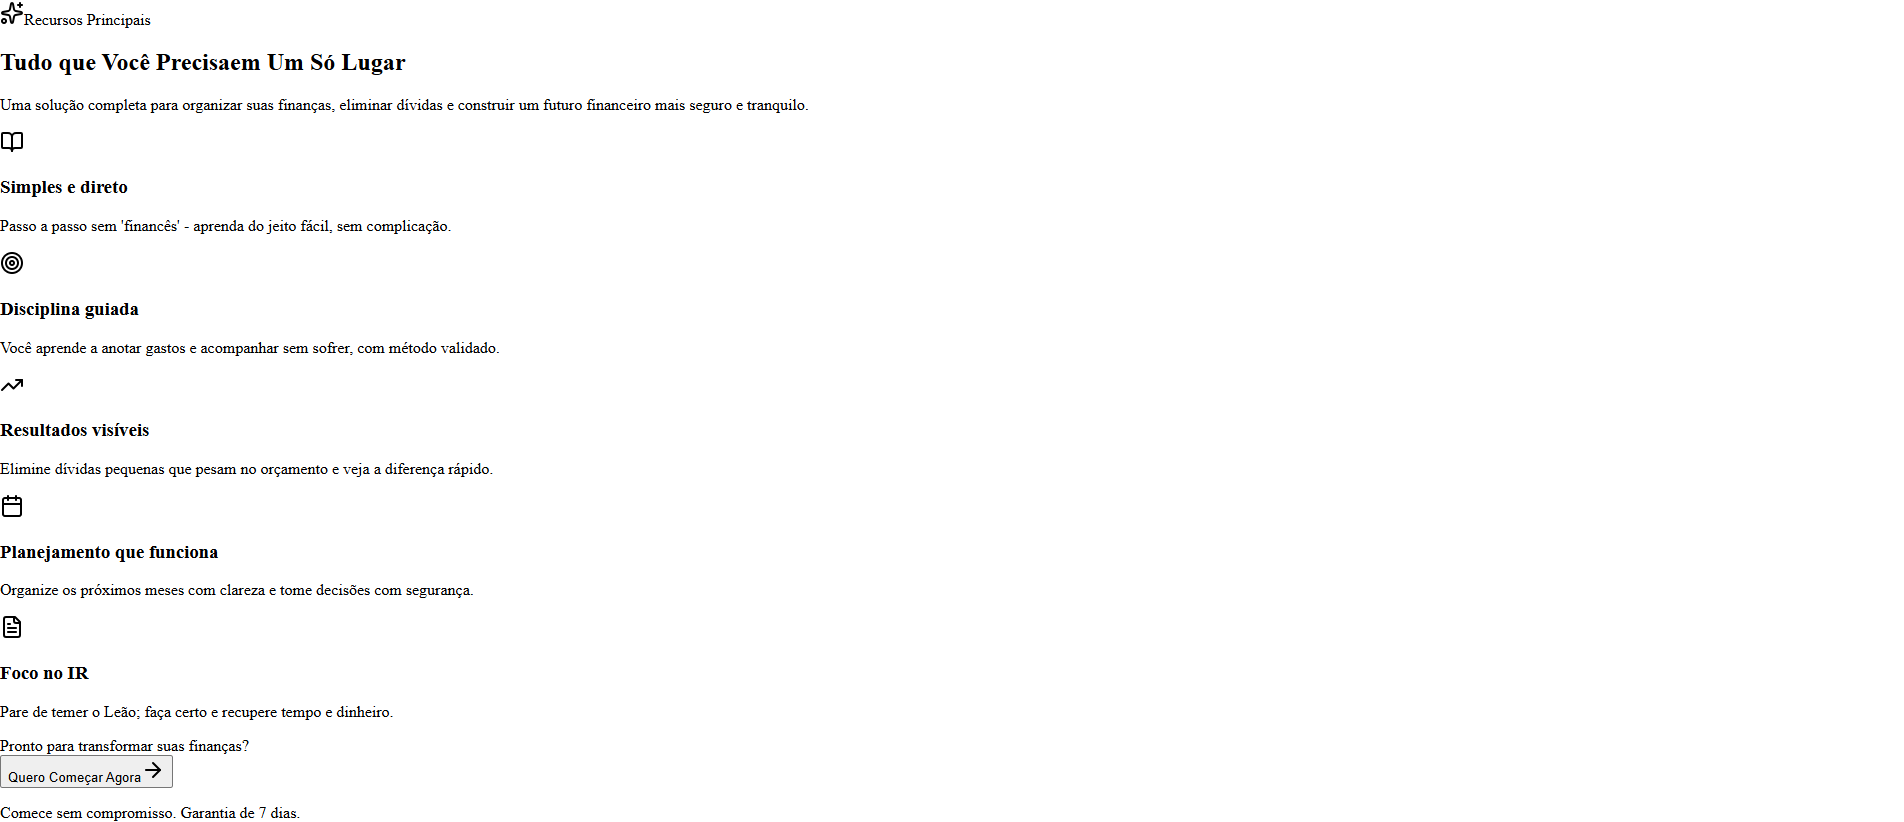 Recursos Principais
Tudo que Você Precisaem Um Só Lugar
Uma solução completa para organizar suas finanças, eliminar dívidas e construir um futuro financeiro mais seguro e tranquilo.
Simples e direto
Passo a passo sem 'financês' - aprenda do jeito fácil, sem complicação.
Disciplina guiada
Você aprende a anotar gastos e acompanhar sem sofrer, com método validado.
Resultados visíveis
Elimine dívidas pequenas que pesam no orçamento e veja a diferença rápido.
Planejamento que funciona
Organize os próximos meses com clareza e tome decisões com segurança.
Foco no IR
Pare de temer o Leão; faça certo e recupere tempo e dinheiro.
Pronto para transformar suas finanças?
Quero Começar Agora
Comece sem compromisso. Garantia de 7 dias.